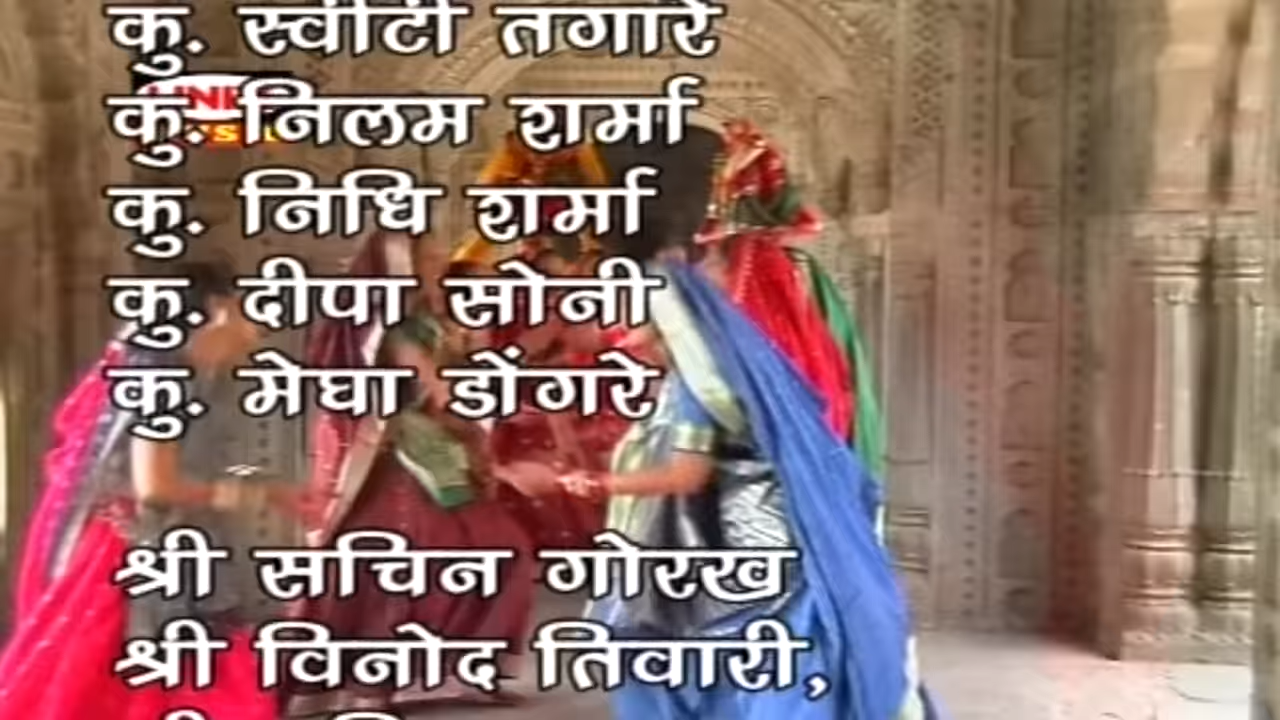 कु. स्वीटी तगारे
कु. निलम शर्मा
कु. निधि शर्मा
कु. दीपा सोनी
कु. मेघा डोंगरे
श्री सचिन गोरख
श्री विनोद तिवारी,